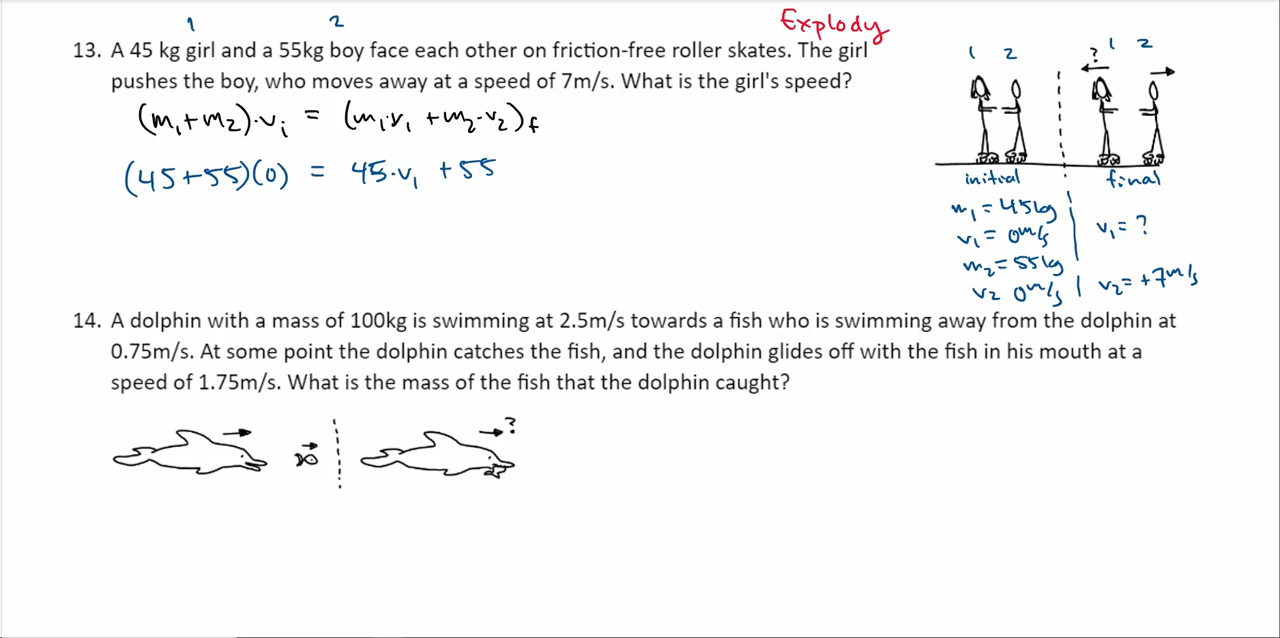 1 2 Explody
13. A 45 kg girl and a 55kg boy face each other on friction-free roller skates. The girl
pushes the boy, who moves away at a speed of 7m/s. What is the girl's speed?
(m₁+m₂)·vᵢ = (m₁·v₁ + m₂·v₂)f
(45+55)(0) = 45·v₁ + 55
1 2 ? 1 2
initial final
m₁ = 45kg
v₁ = 0m/s v₁ = ?
m₂ = 55kg
v₂ 0m/s v₂ = +7m/s
14. A dolphin with a mass of 100kg is swimming at 2.5m/s towards a fish who is swimming away from the dolphin at
0.75m/s. At some point the dolphin catches the fish, and the dolphin glides off with the fish in his mouth at a
speed of 1.75m/s. What is the mass of the fish that the dolphin caught?
?